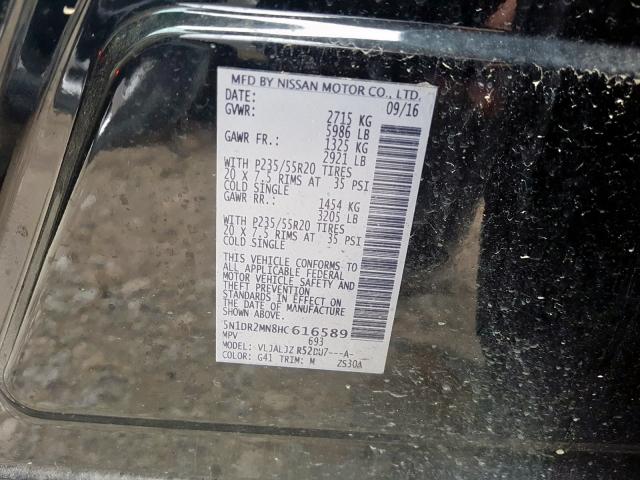 MFD BY NISSAN MOTOR CO., LTD.
DATE: 09/16
GVWR: 2715 KG
5986 LB
GAWR FR.: 1325 KG
2921 LB
WITH P235/55R20 TIRES
20 X 7.5 RIMS AT 35 PSI
COLD SINGLE
GAWR RR.: 1454 KG
3205 LB
WITH P235/55R20 TIRES
20 X 7.5 RIMS AT 35 PSI
COLD SINGLE
THIS VEHICLE CONFORMS TO
ALL APPLICABLE FEDERAL
MOTOR VEHICLE SAFETY AND
THEFT PREVENTION
STANDARDS IN EFFECT ON
THE DATE OF MANUFACTURE
SHOWN ABOVE.
5N1DR2MN8HC616589
MPV 693
MODEL: R52DU7---A-
COLOR: G41 TRIM: M ZS30A